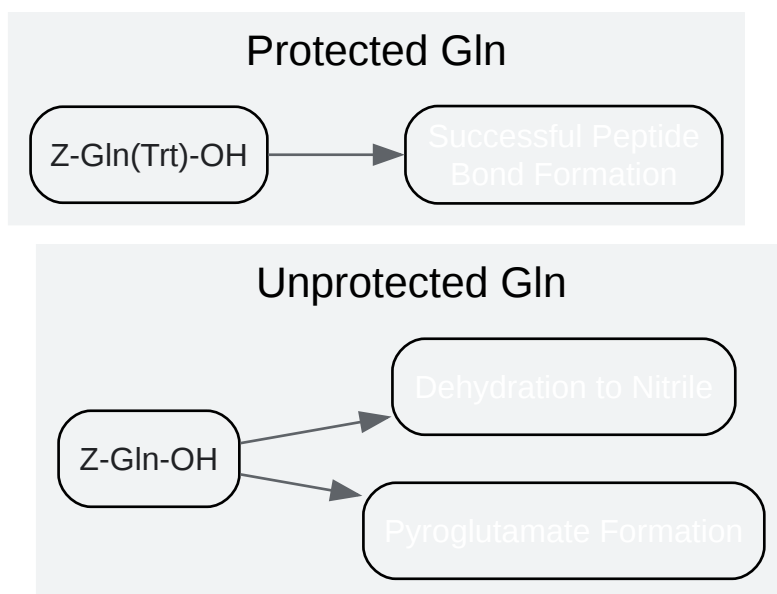 Protected Gln
Z-Gln(Trt)-OH
Successful Peptide
Bond Formation
Unprotected Gln
Dehydration to Nitrile
Z-Gln-OH
Pyroglutamate Formation